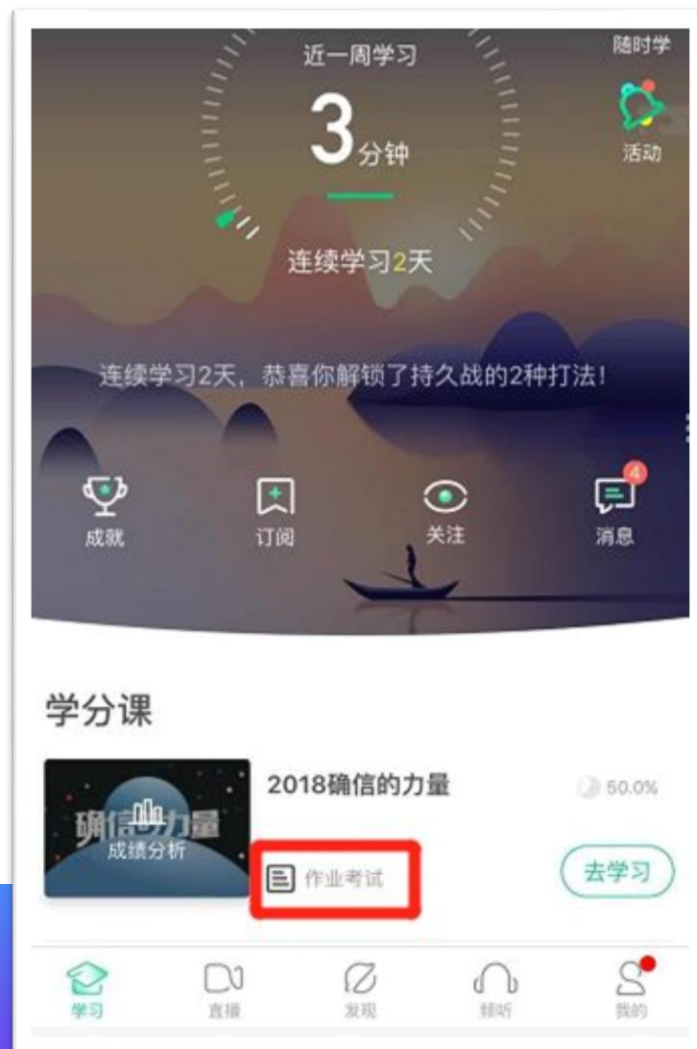 近一周学习
随时学
3分钟
活动
连续学习2天
连续学习2天，恭喜你解锁了持久战的2种打法！
4
成就
订阅
关注
消息
学分课
确信的力量
成绩分析
2018确信的力量
50.0%
作业考试
去学习
学习
直播
发现
倾听
我的